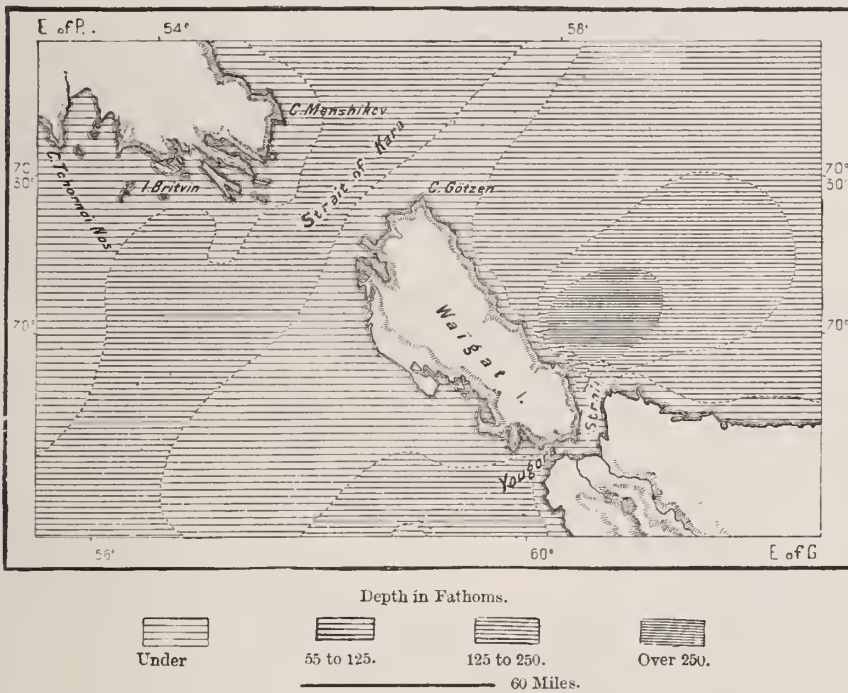 E of P. 54° 58°
C. Menshikov
Strait of Kara
70° 30' 70° 30'
C. Götzen
I. Britvin
C. Tchornoi Nos
70° 70°
Waïgat I.
Yougora Strait
56° 60° E of G
Depth in Fathoms.
Under 55 to 125. 125 to 250. Over 250.
60 Miles.